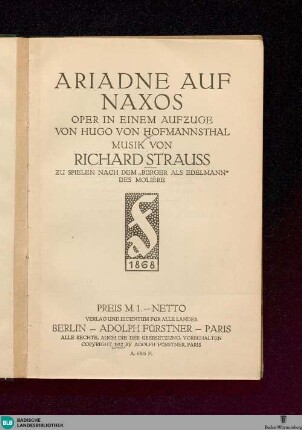 ARIADNE AUF
NAXOS
OPER IN EINEM AUFZUGE
VON HUGO VON HOFMANNSTHAL
MUSIK VON
RICHARD STRAUSS
ZU SPIELEN NACH DEM „BÜRGER ALS EDELMANN“
DES MOLIÈRE
1868
PREIS M. 1.— NETTO
VERLAG UND EIGENTUM FÜR ALLE LÄNDER
BERLIN — ADOLPH FÜRSTNER — PARIS
ALLE RECHTE, AUCH DIE DER ÜBERSETZUNG, VORBEHALTEN
COPYRIGHT 1912 BY ADOLPH FÜRSTNER, PARIS
BLB
BADISCHE
LANDESBIBLIOTHEK
Baden-Württemberg